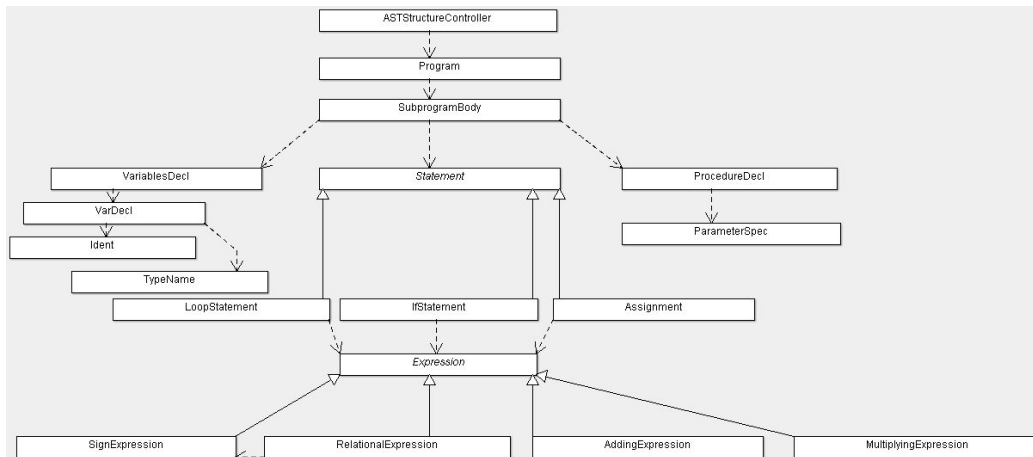 ASTStructureController
Program
SubprogramBody
VariablesDecl
Statement
ProcedureDecl
VarDecl
ParameterSpec
Ident
TypeName
LoopStatement
IfStatement
Assignment
Expression
SignExpression
RelationalExpression
AddingExpression
MultiplyingExpression